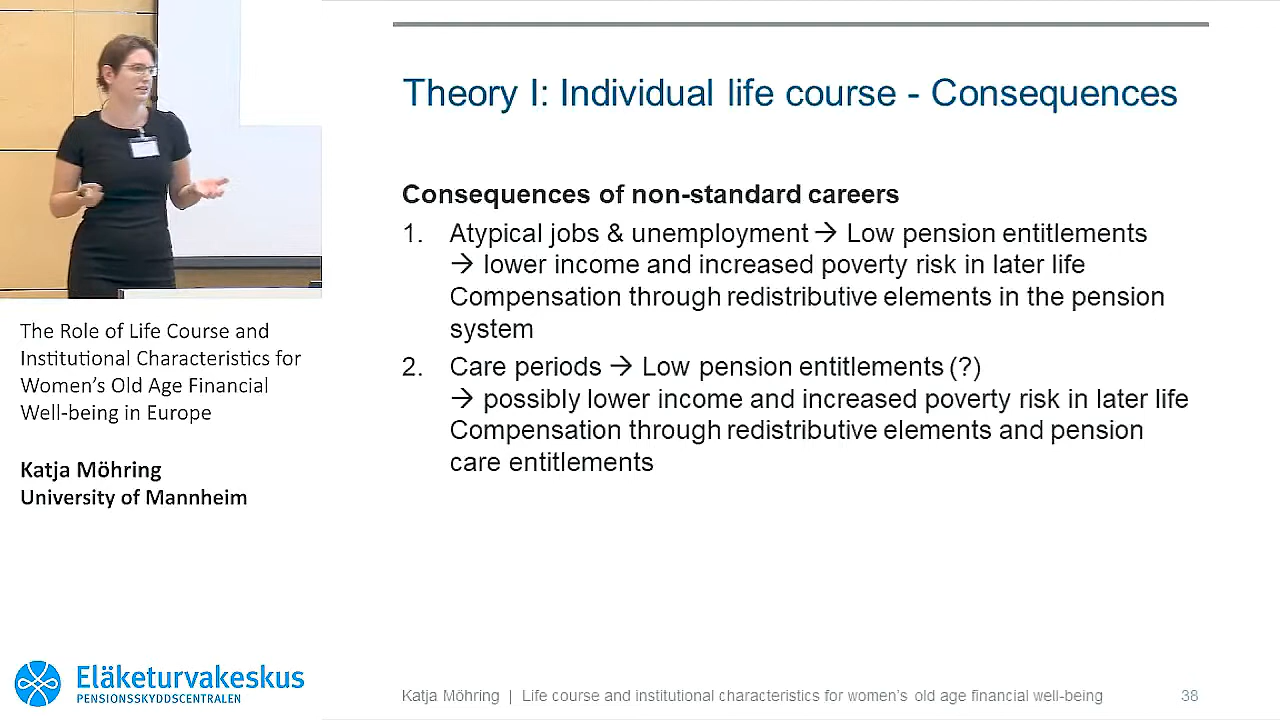 Theory I: Individual life course - Consequences
Consequences of non-standard careers
1. Atypical jobs & unemployment → Low pension entitlements
→ lower income and increased poverty risk in later life
Compensation through redistributive elements in the pension
system
2. Care periods → Low pension entitlements (?)
→ possibly lower income and increased poverty risk in later life
Compensation through redistributive elements and pension
care entitlements
The Role of Life Course and
Institutional Characteristics for
Women's Old Age Financial
Well-being in Europe
Katja Möhring
University of Mannheim
Eläketurvakeskus
PENSIONSSKYDDSCENTRALEN
Katja Möhring | Life course and institutional characteristics for women's old age financial well-being 38